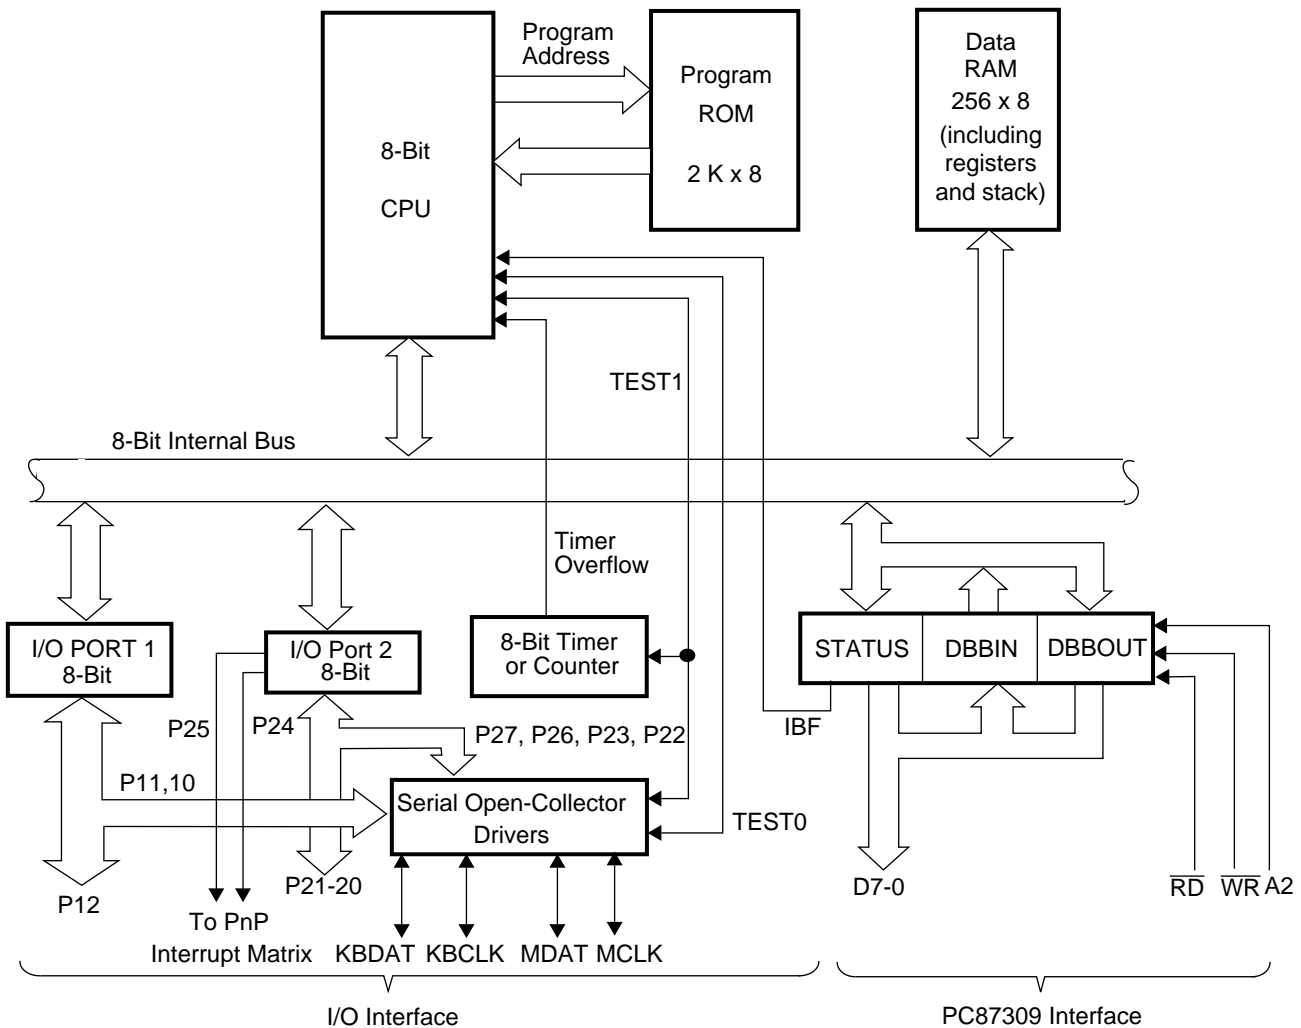 Program
Address
8-Bit
CPU
Program
ROM
2 K x 8
Data
RAM
256 x 8
(including
registers
and stack)
TEST1
8-Bit Internal Bus
Timer
Overflow
I/O PORT 1
8-Bit
I/O Port 2
8-Bit
8-Bit Timer
or Counter
STATUS
DBBIN
DBBOUT
P25
P24
P27, P26, P23, P22
IBF
P11,10
Serial Open-Collector
Drivers
TEST0
P12
P21-20
D7-0
RD
WR
A2
To PnP
Interrupt Matrix
KBDAT
KBCLK
MDAT
MCLK
I/O Interface
PC87309 Interface